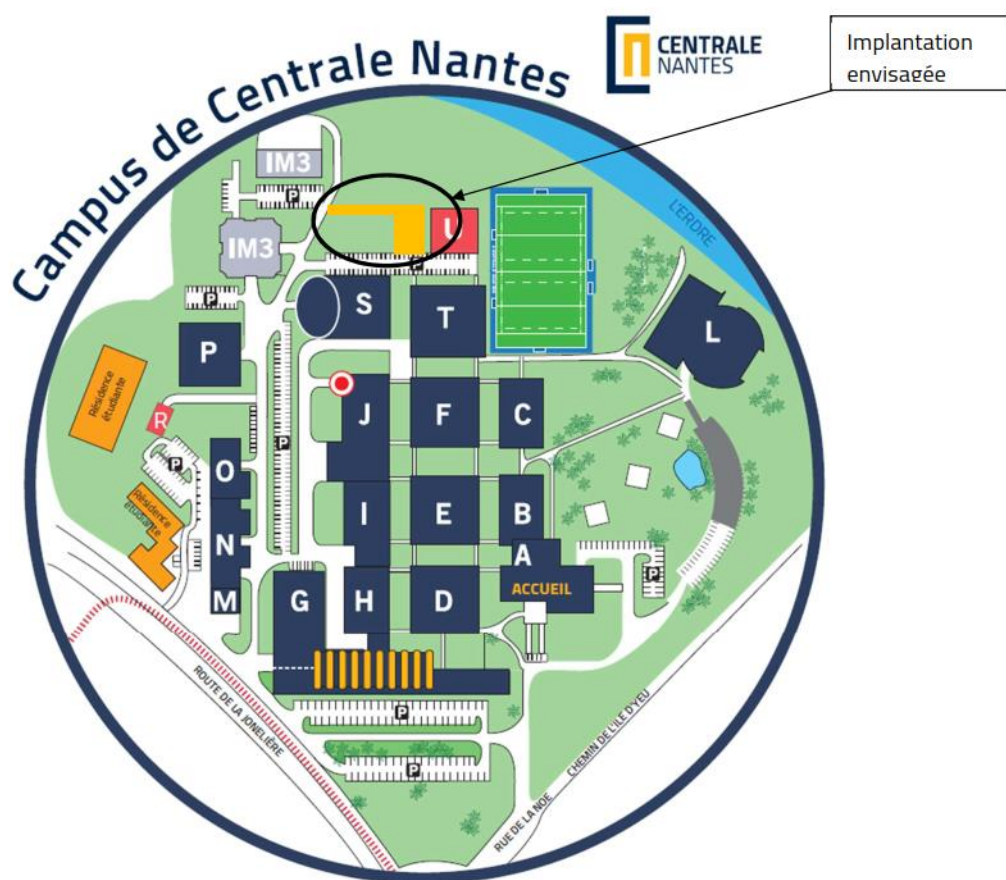 Campus de Centrale Nantes
CENTRALE
NANTES
Implantation
envisagée
IM3
P
L'ERDRE
IM3
U
P
P
S
T
L
P
Résidence
étudiante
R
J
F
C
P
P
O
Résidence
étudiante
I
E
B
N
A
P
M
G
H
D
ACCUEIL
ROUTE DE LA JONELIÈRE
P
P
CHEMIN DE L'ILE D'YEU
RUE DE LA NOE